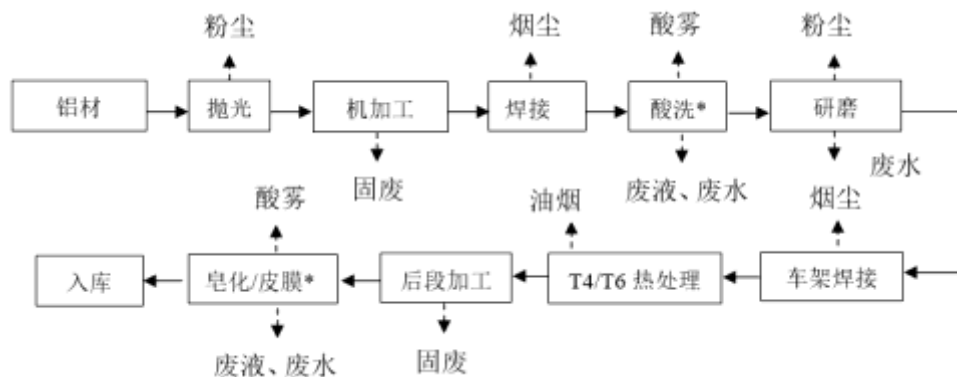 粉尘
烟尘
酸雾
粉尘
铝材
抛光
机加工
焊接
酸洗*
研磨
固废
废液、废水
废水
酸雾
油烟
烟尘
入库
皂化/皮膜*
后段加工
T4/T6 热处理
车架焊接
废液、废水
固废